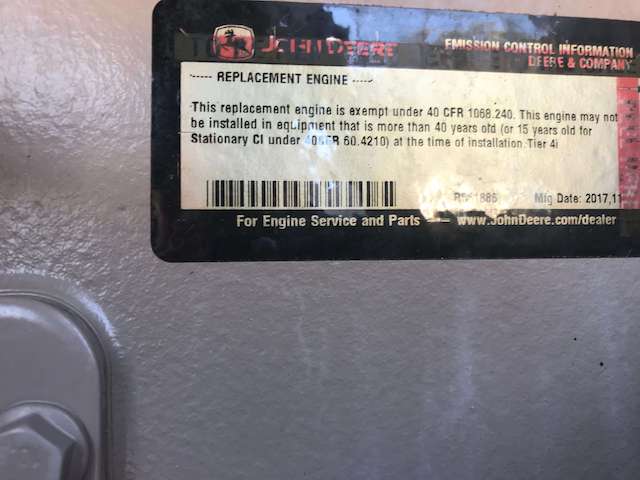 JOHN DEERE
EMISSION CONTROL INFORMATION
DEERE & COMPANY
----- REPLACEMENT ENGINE -----
This replacement engine is exempt under 40 CFR 1068.240. This engine may not
be installed in equipment that is more than 40 years old (or 15 years old for
Stationary CI under 40 CFR 60.4210) at the time of installation. Tier 4i
Mfg Date: 2017,11
For Engine Service and Parts — www.JohnDeere.com/dealer